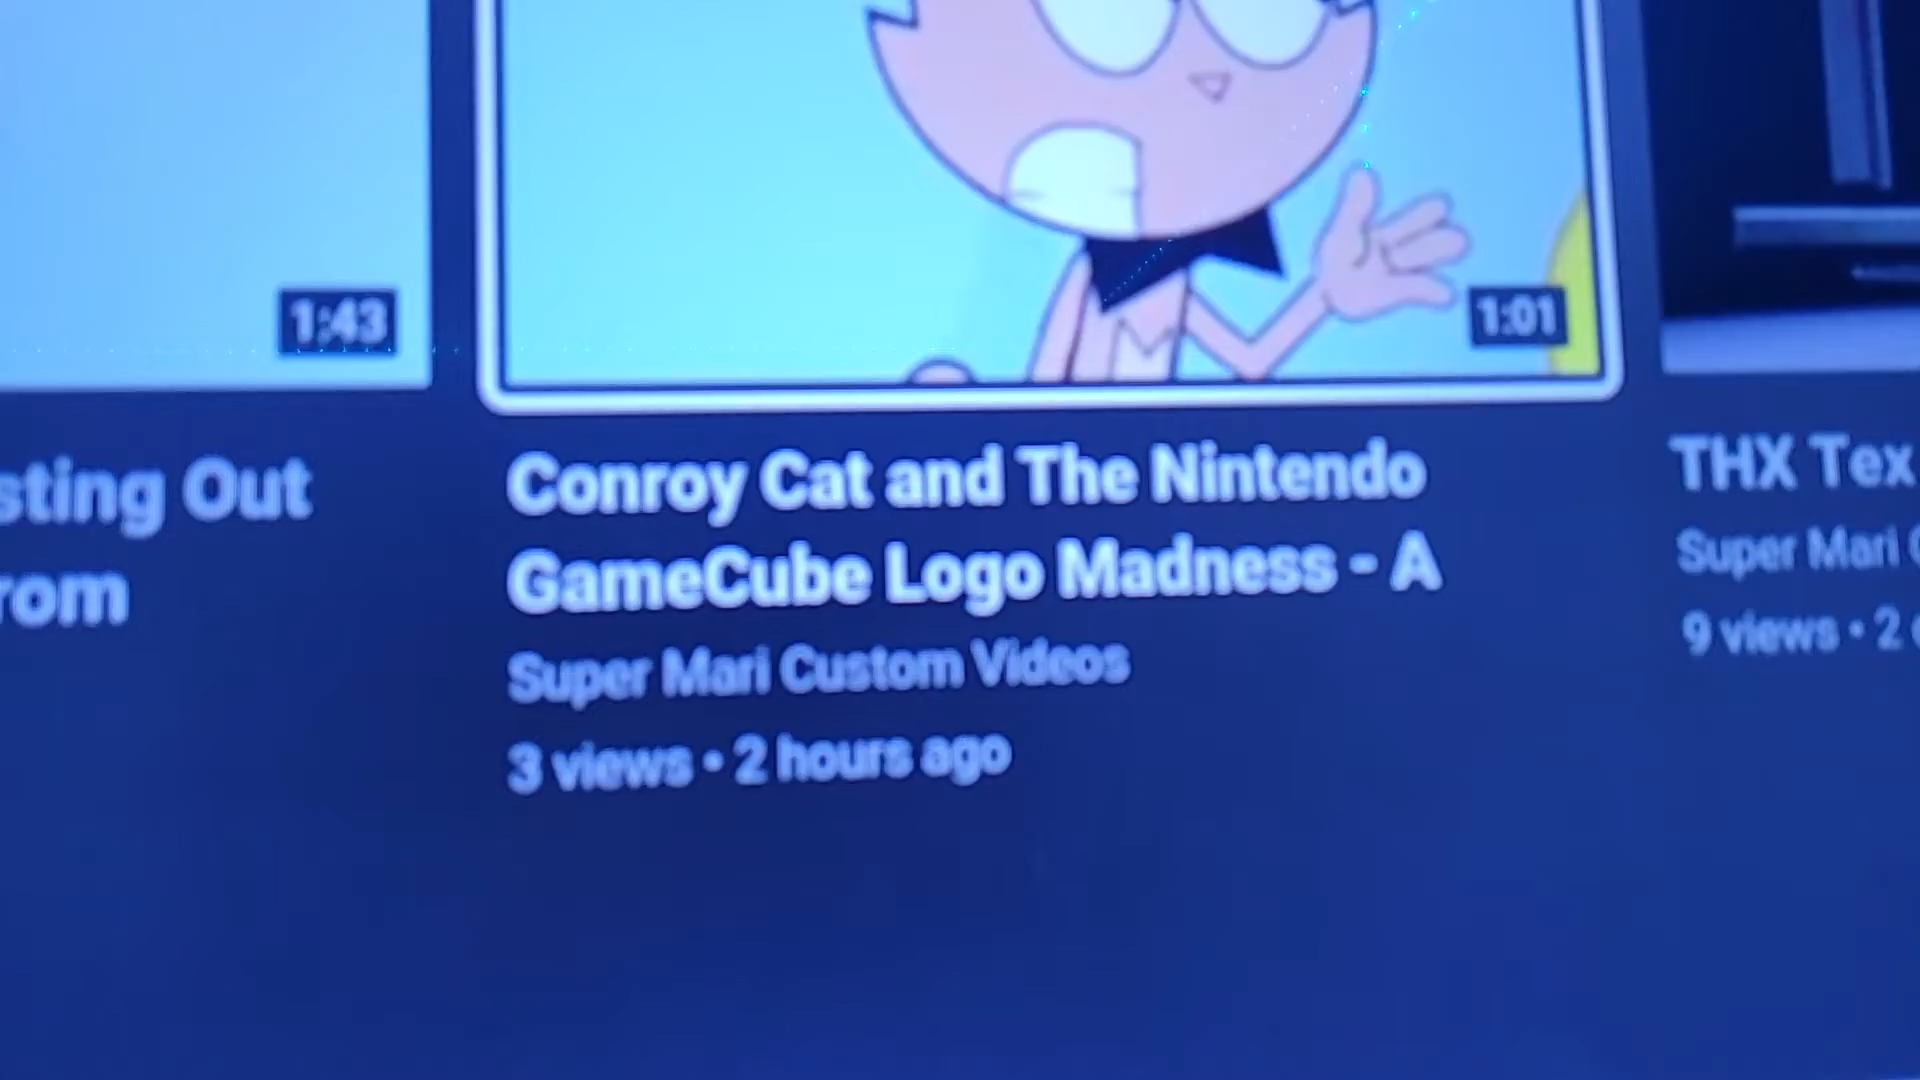 1:43
1:01
sting Out
rom
Conroy Cat and The Nintendo
GameCube Logo Madness - A
Super Mari Custom Videos
3 views • 2 hours ago
THX Tex
Super Mari
9 views • 2